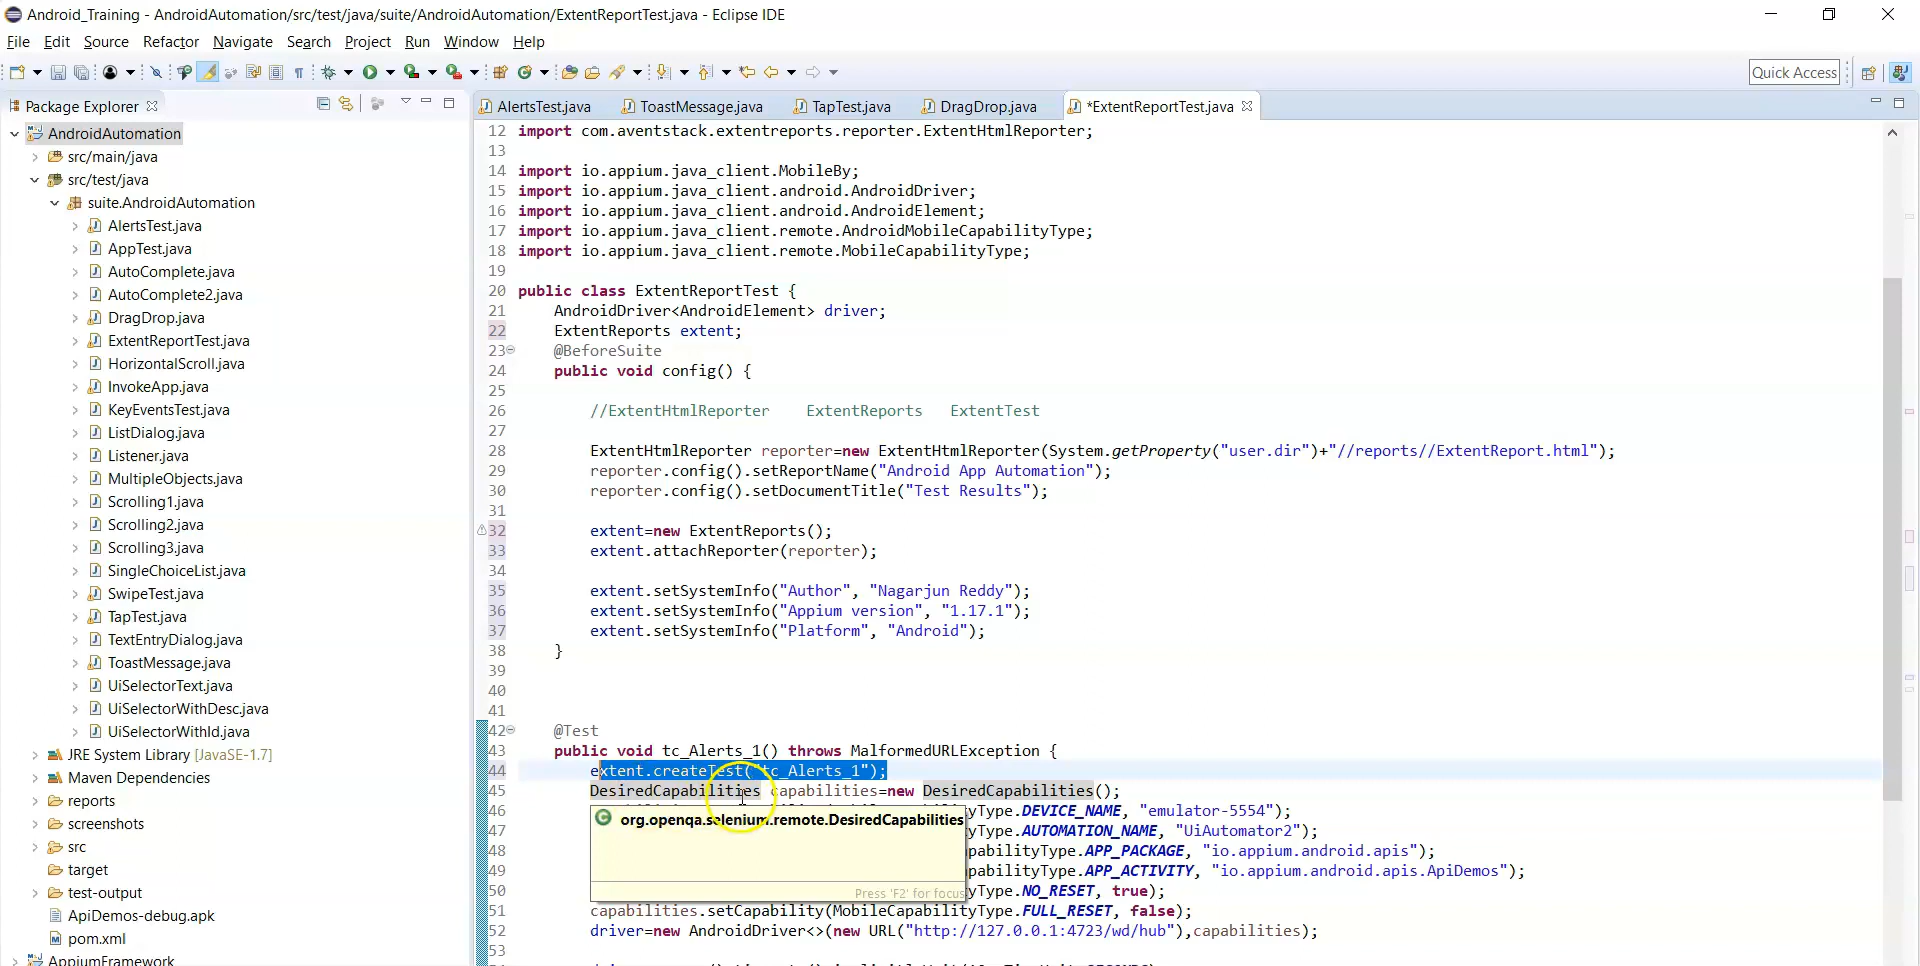 Android_Training - AndroidAutomation/src/test/java/suite/AndroidAutomation/ExtentReportTest.java - Eclipse IDE
File Edit Source Refactor Navigate Search Project Run Window Help
Quick Access
Package Explorer
AndroidAutomation
src/main/java
src/test/java
suite.AndroidAutomation
AlertsTest.java
AppTest.java
AutoComplete.java
AutoComplete2.java
DragDrop.java
ExtentReportTest.java
HorizontalScroll.java
InvokeApp.java
KeyEventsTest.java
ListDialog.java
Listener.java
MultipleObjects.java
Scrolling1.java
Scrolling2.java
Scrolling3.java
SingleChoiceList.java
SwipeTest.java
TapTest.java
TextEntryDialog.java
ToastMessage.java
UiSelectorText.java
UiSelectorWithDesc.java
UiSelectorWithId.java
JRE System Library [JavaSE-1.7]
Maven Dependencies
reports
screenshots
src
target
test-output
ApiDemos-debug.apk
pom.xml
AppiumFramework
AlertsTest.java ToastMessage.java TapTest.java DragDrop.java *ExtentReportTest.java
12 import com.aventstack.extentreports.reporter.ExtentHtmlReporter;
13
14 import io.appium.java_client.MobileBy;
15 import io.appium.java_client.android.AndroidDriver;
16 import io.appium.java_client.android.AndroidElement;
17 import io.appium.java_client.remote.AndroidMobileCapabilityType;
18 import io.appium.java_client.remote.MobileCapabilityType;
19
20 public class ExtentReportTest {
21 AndroidDriver<AndroidElement> driver;
22 ExtentReports extent;
23 @BeforeSuite
24 public void config() {
25
26 //ExtentHtmlReporter ExtentReports ExtentTest
27
28 ExtentHtmlReporter reporter=new ExtentHtmlReporter(System.getProperty("user.dir")+"//reports//ExtentReport.html");
29 reporter.config().setReportName("Android App Automation");
30 reporter.config().setDocumentTitle("Test Results");
31
32 extent=new ExtentReports();
33 extent.attachReporter(reporter);
34
35 extent.setSystemInfo("Author", "Nagarjun Reddy");
36 extent.setSystemInfo("Appium version", "1.17.1");
37 extent.setSystemInfo("Platform", "Android");
38 }
39
40
41
42 @Test
43 public void tc_Alerts_1() throws MalformedURLException {
44 extent.createTest("tc_Alerts_1");
45 DesiredCapabilities capabilities=new DesiredCapabilities();
46 yType.DEVICE_NAME, "emulator-5554");
org.openqa.selenium.remote.DesiredCapabilities
47 yType.AUTOMATION_NAME, "UiAutomator2");
48 pabilityType.APP_PACKAGE, "io.appium.android.apis");
49 pabilityType.APP_ACTIVITY, "io.appium.android.apis.ApiDemos");
50 yType.NO_RESET, true);
Press 'F2' for focus
51 capabilities.setCapability(MobileCapabilityType.FULL_RESET, false);
52 driver=new AndroidDriver<>(new URL("http://127.0.0.1:4723/wd/hub"),capabilities);
53